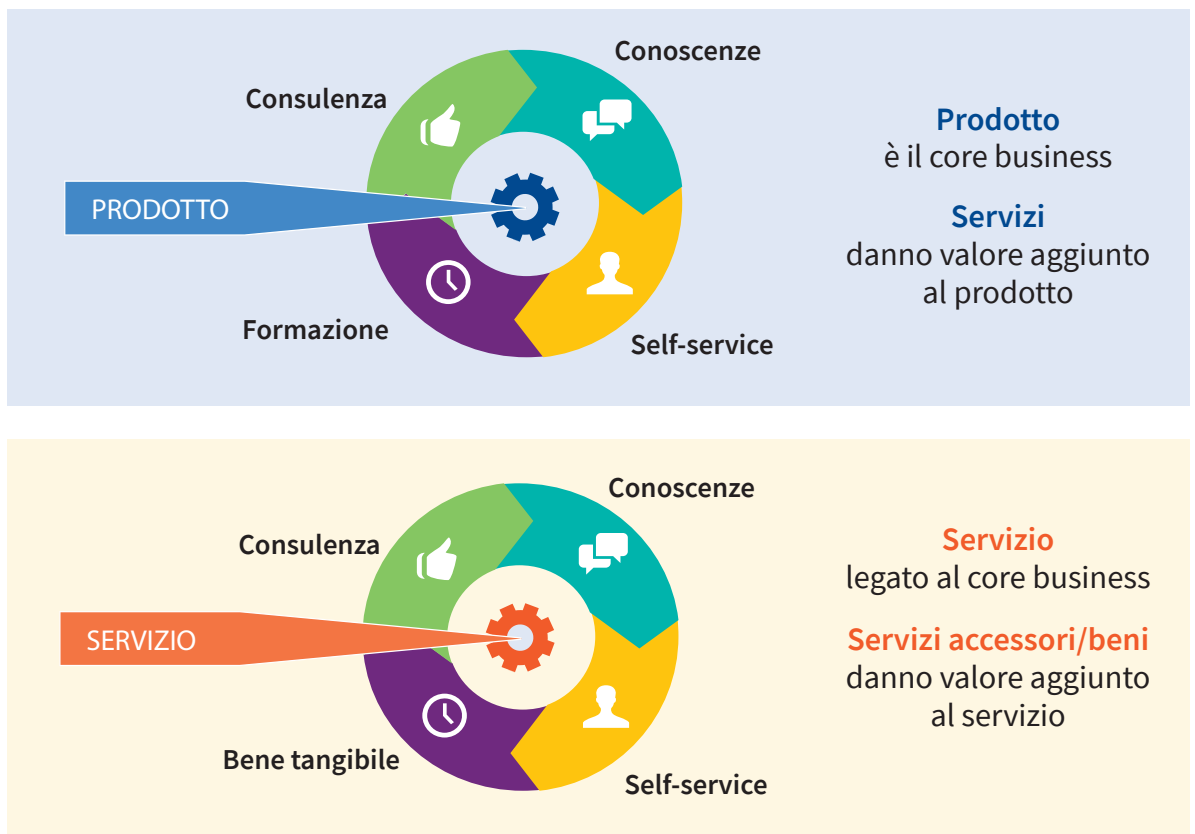 Conoscenze
Consulenza
PRODOTTO
Formazione
Self-service
Prodotto
è il core business
Servizi
danno valore aggiunto
al prodotto
Conoscenze
Consulenza
SERVIZIO
Bene tangibile
Self-service
Servizio
legato al core business
Servizi accessori/beni
danno valore aggiunto
al servizio